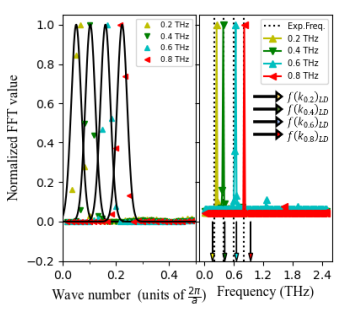 1.0
0.8
0.6
0.4
0.2
0.0
−0.2
Normalized FFT value
0.2 THz
0.4 THz
0.6 THz
0.8 THz
0.0 0.2 0.4
Wave number (units of 2π/a)
Exp.Freq.
0.2 THz
0.4 THz
0.6 THz
0.8 THz
f(k0.2)LD
f(k0.4)LD
f(k0.6)LD
f(k0.8)LD
0.0 0.6 1.2 1.8 2.4
Frequency (THz)